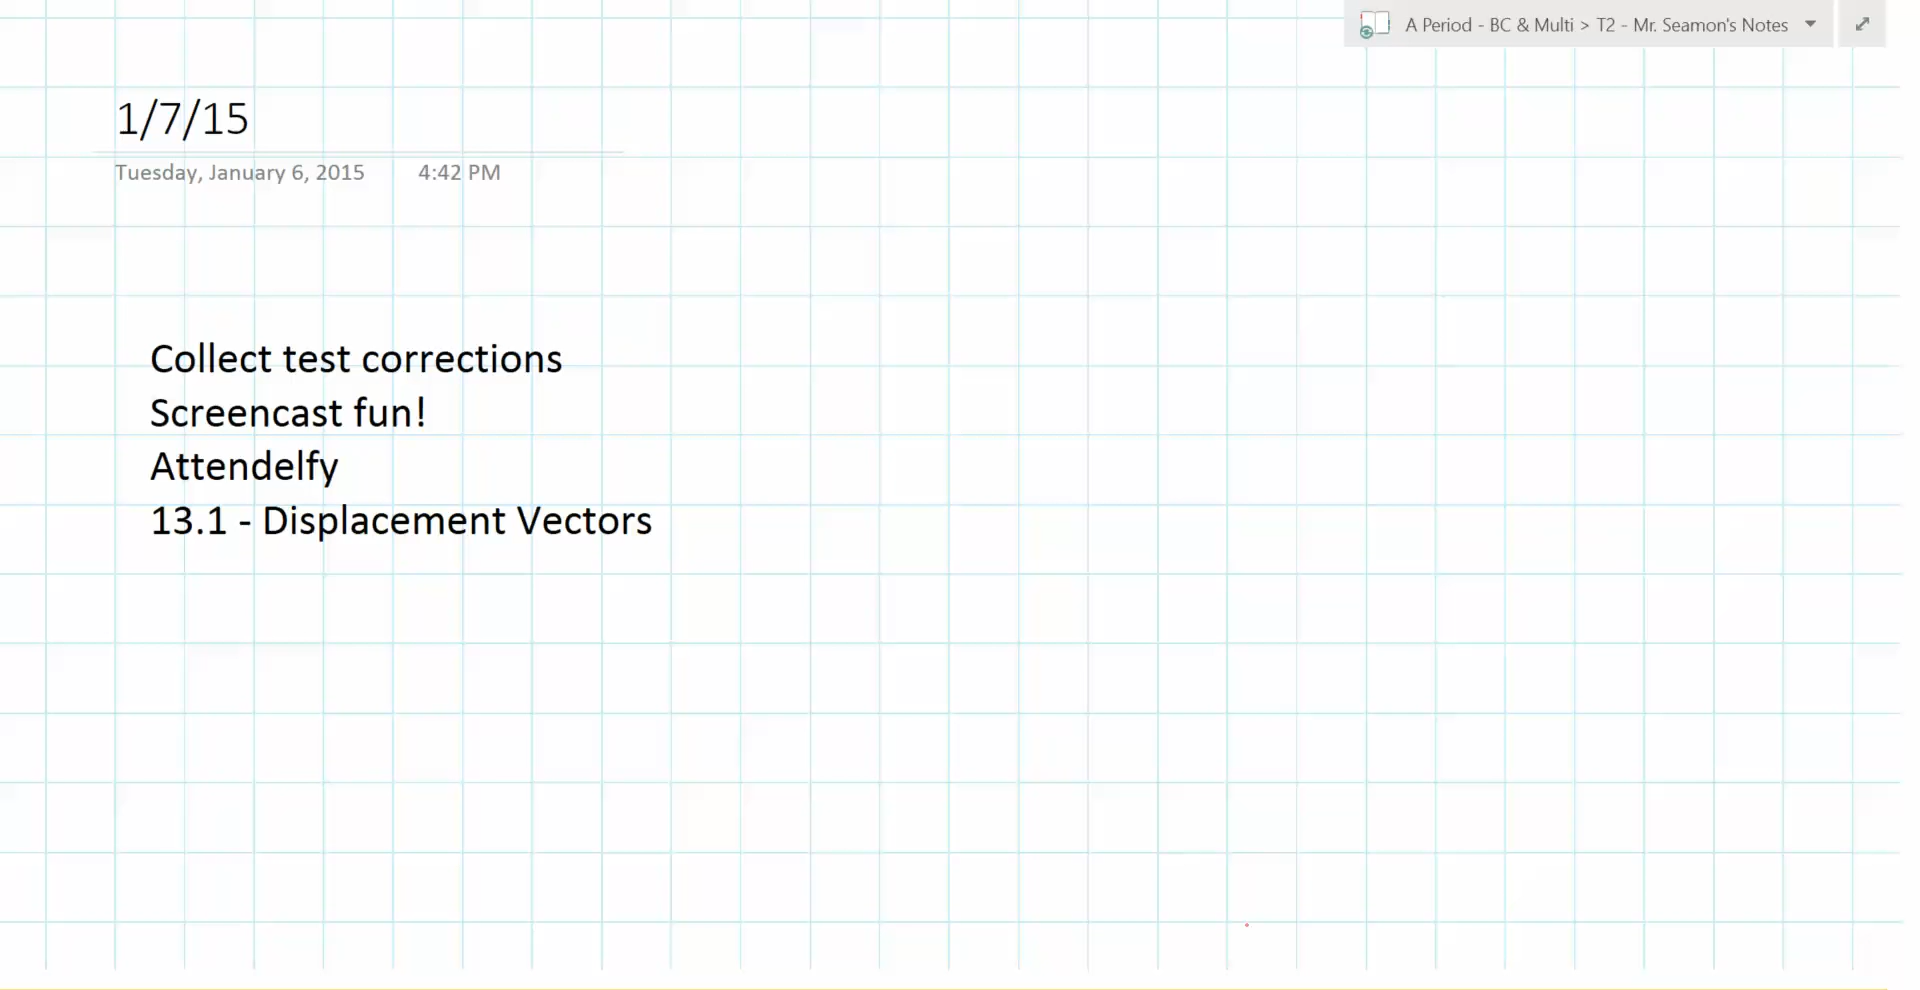 A Period - BC & Multi > T2 - Mr. Seamon's Notes
1/7/15
Tuesday, January 6, 2015 4:42 PM
Collect test corrections
Screencast fun!
Attendelfy
13.1 - Displacement Vectors